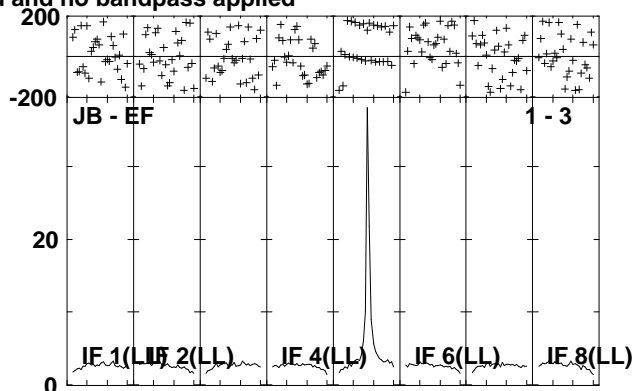 and no bandpass applied
200
-200
JB - EF 1 - 3
20
IF 1(LL) IF 2(LL) IF 4(LL) IF 6(LL) IF 8(LL)
0